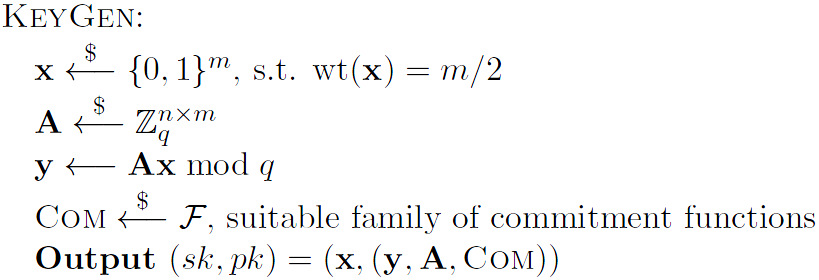 KEYGEN:
x ←$ {0, 1}^m, s.t. wt(x) = m/2
A ←$ ℤ_q^{n×m}
y ← Ax mod q
COM ←$ ℱ, suitable family of commitment functions
Output (sk, pk) = (x, (y, A, COM))